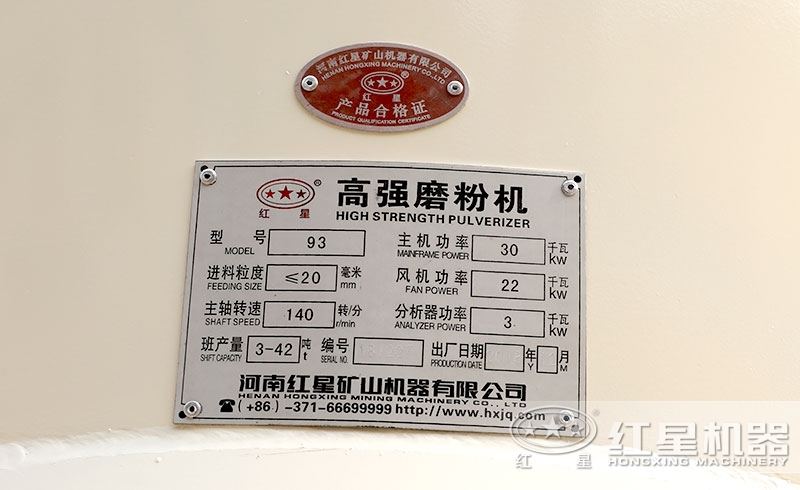 河南红星矿山机器有限公司
HENAN HONGXING MACHINERY CO.,LTD
®
红 星
产品合格证
PRODUCT QUALIFICATION CERTIFICATE
® 高强磨粉机
红 星 HIGH STRENGTH PULVERIZER
型 号 93 主机功率 30 千瓦
MODEL MAINFRAME POWER kW
进料粒度 ≤20 毫米 风机功率 22 千瓦
FEEDING SIZE mm FAN POWER kW
主轴转速 140 转/分 分析器功率 3 千瓦
SHAFT SPEED r/min ANALYZER POWER kW
班产量 3-42 吨 编号 出厂日期 年 月
SHIFT CAPACITY t SERIAL NO. PRODUCTION DATE Y M
河南红星矿山机器有限公司
HENAN HONGXING MINING MACHINERY CO., LTD
☎(+86)-371-66699999 http://www.hxjq.com
® 红星机器
红 星 HONGXING MACHINERY